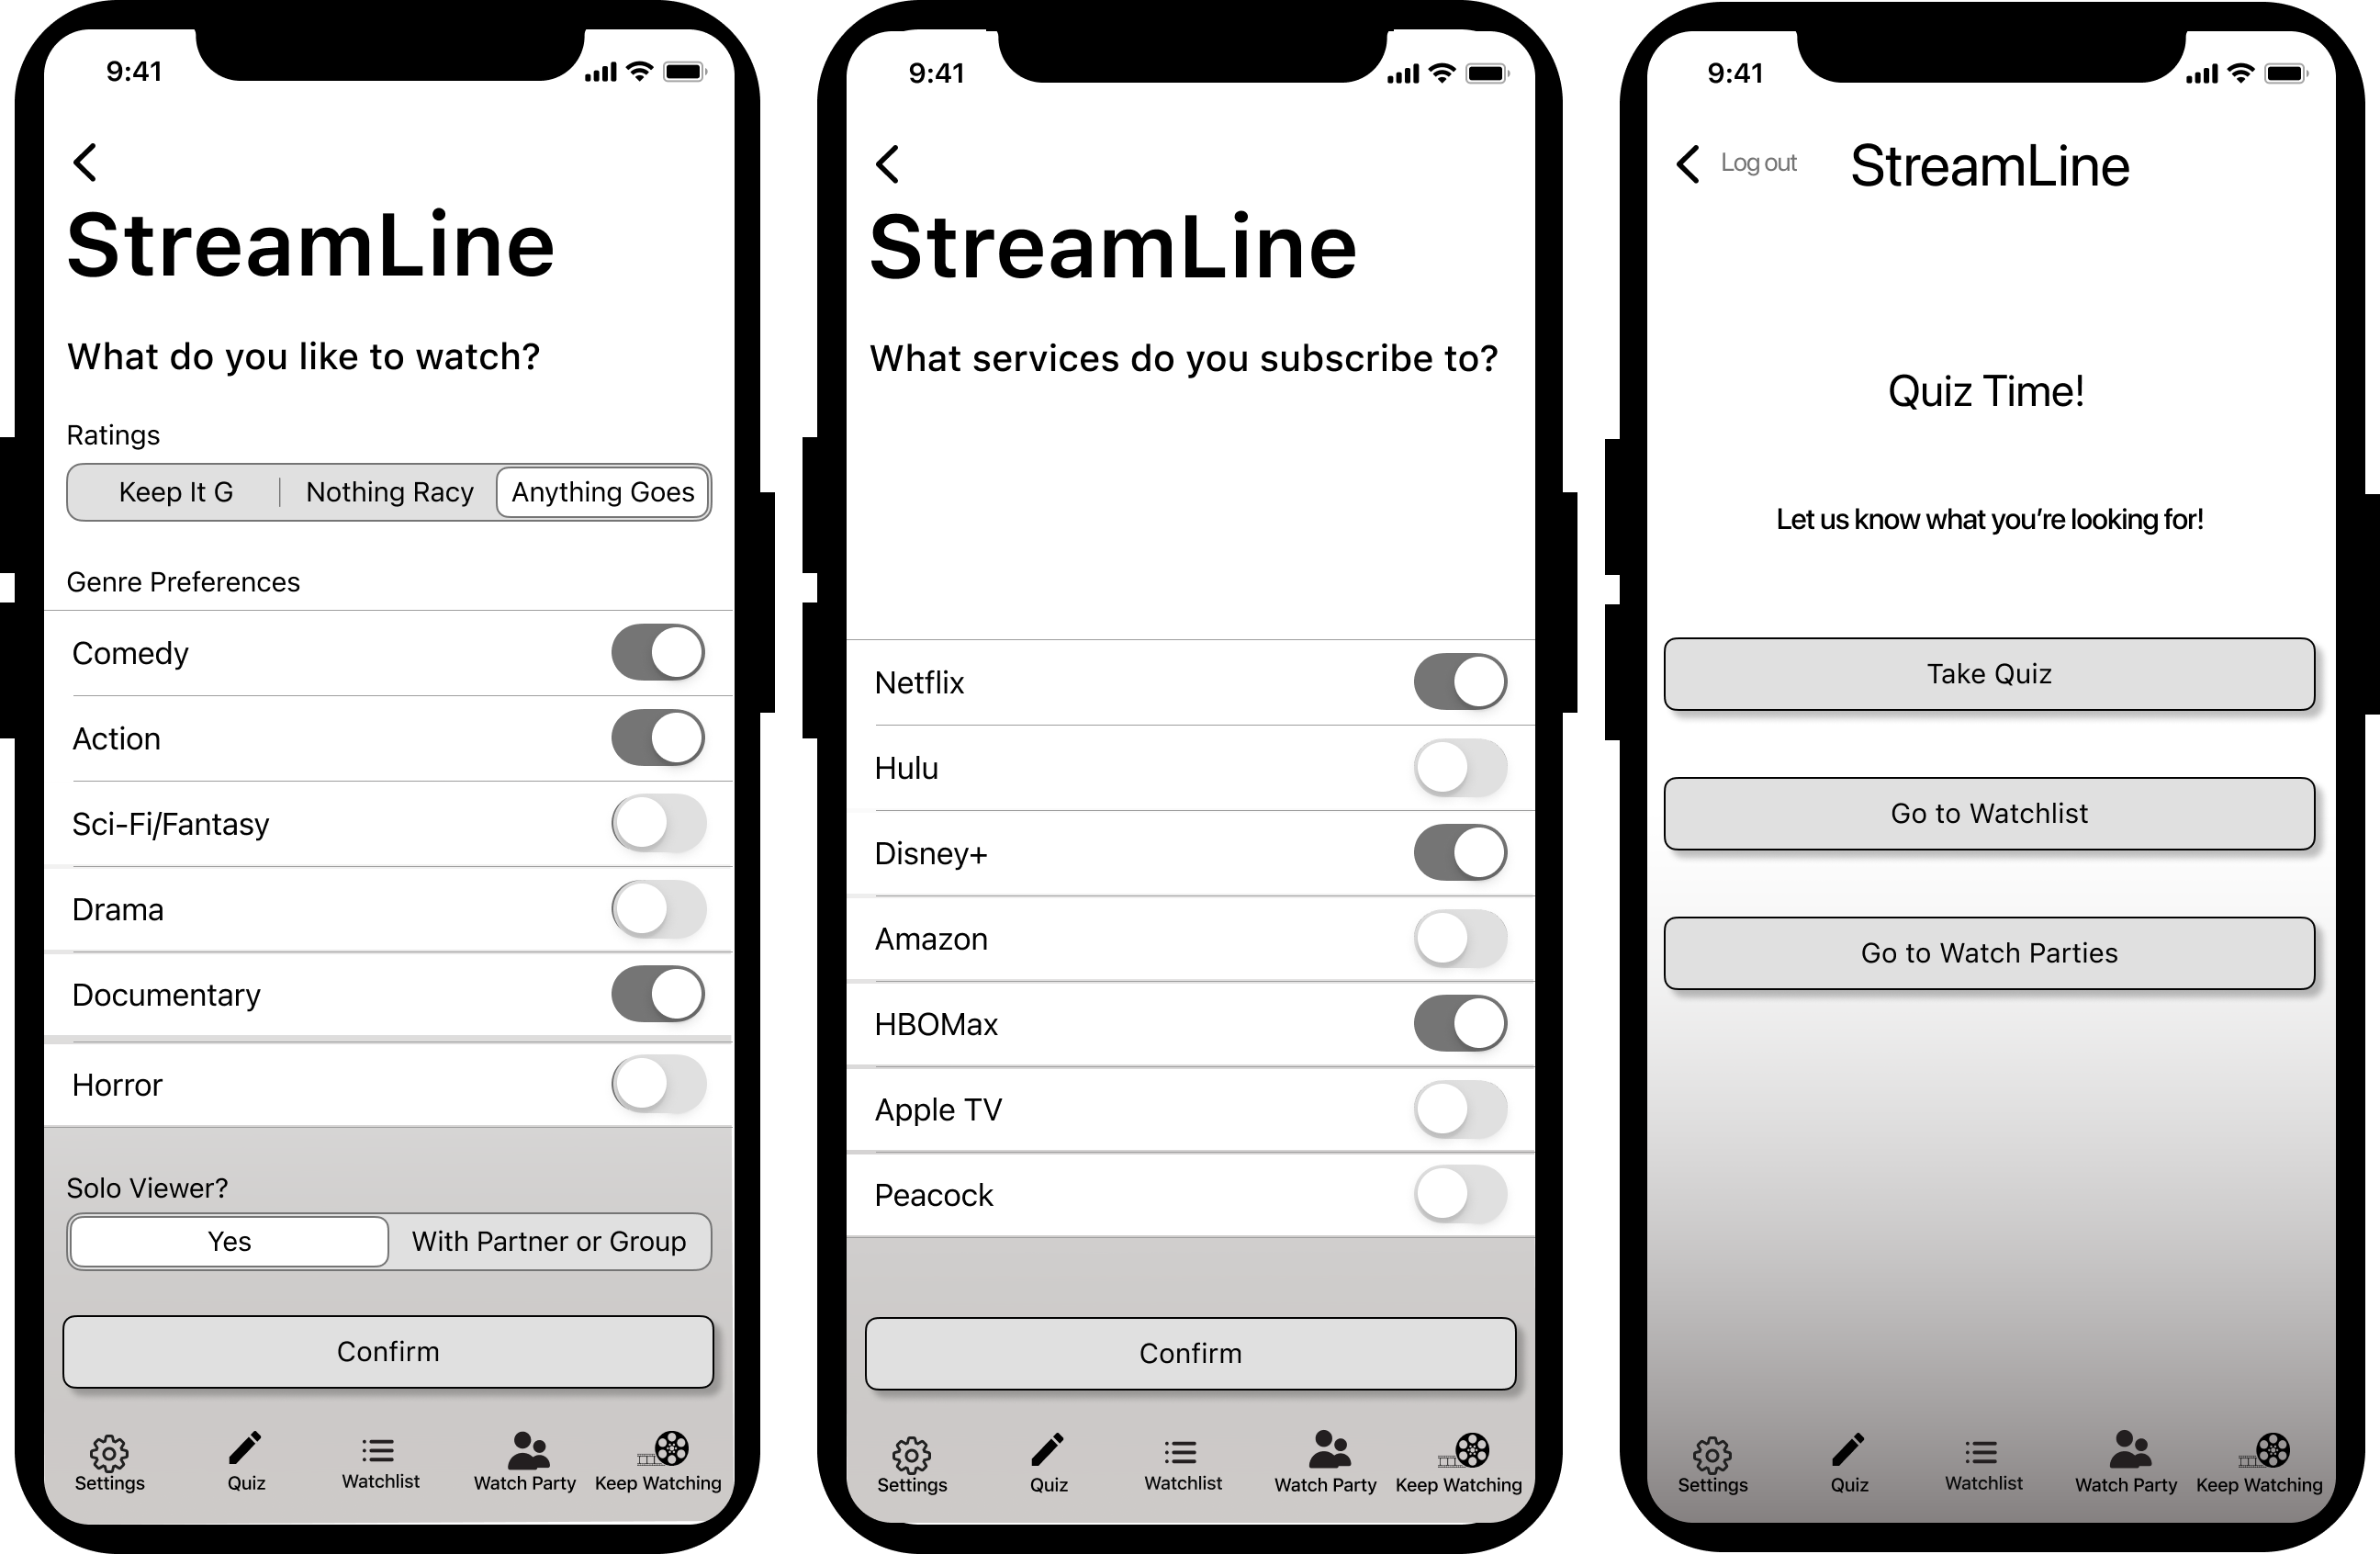 9:41
StreamLine
What do you like to watch?
Ratings
Keep It G
Nothing Racy
Anything Goes
Genre Preferences
Comedy
Action
Sci-Fi/Fantasy
Drama
Documentary
Horror
Solo Viewer?
Yes
With Partner or Group
Confirm
Settings
Quiz
Watchlist
Watch Party
Keep Watching
9:41
StreamLine
What services do you subscribe to?
Netflix
Hulu
Disney+
Amazon
HBOMax
Apple TV
Peacock
Confirm
Settings
Quiz
Watchlist
Watch Party
Keep Watching
9:41
Log out
StreamLine
Quiz Time!
Let us know what you’re looking for!
Take Quiz
Go to Watchlist
Go to Watch Parties
Settings
Quiz
Watchlist
Watch Party
Keep Watching